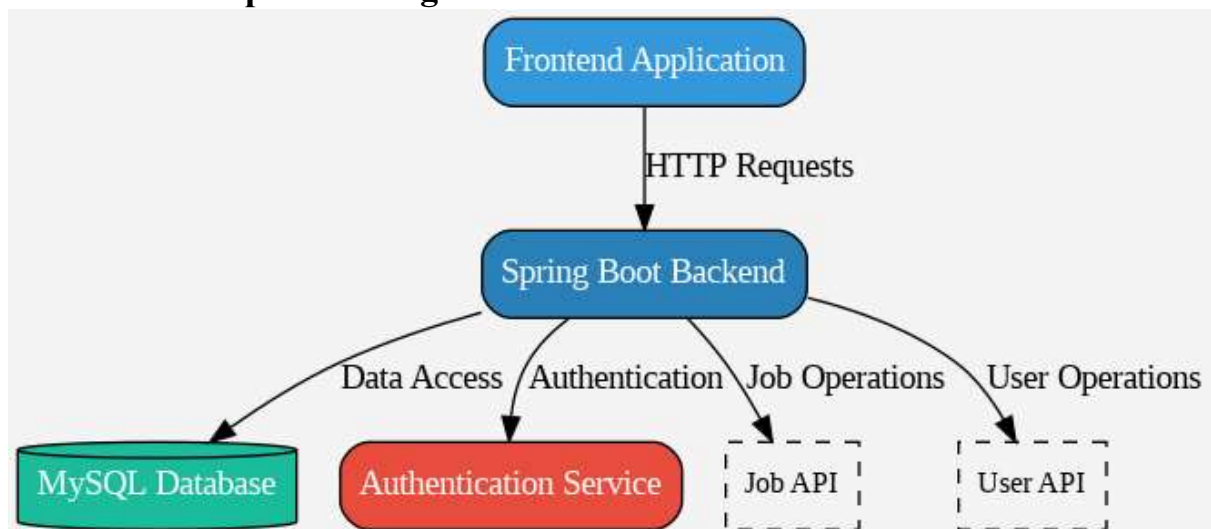 Frontend Application
HTTP Requests
Spring Boot Backend
Data Access Authentication Job Operations User Operations
MySQL Database Authentication Service Job API User API